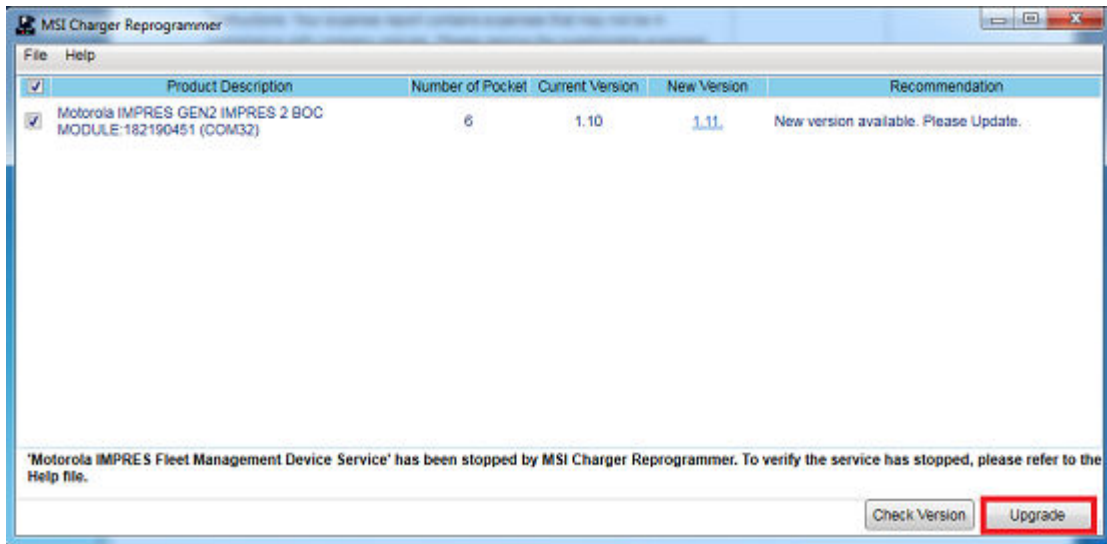 MSI Charger Reprogrammer
File Help
Product Description Number of Pocket Current Version New Version Recommendation
Motorola IMPRES GEN2 IMPRES 2 BOC
MODULE:182190451 (COM32) 6 1.10 1.11. New version available. Please Update.
'Motorola IMPRES Fleet Management Device Service' has been stopped by MSI Charger Reprogrammer. To verify the service has stopped, please refer to the
Help file.
Check Version Upgrade